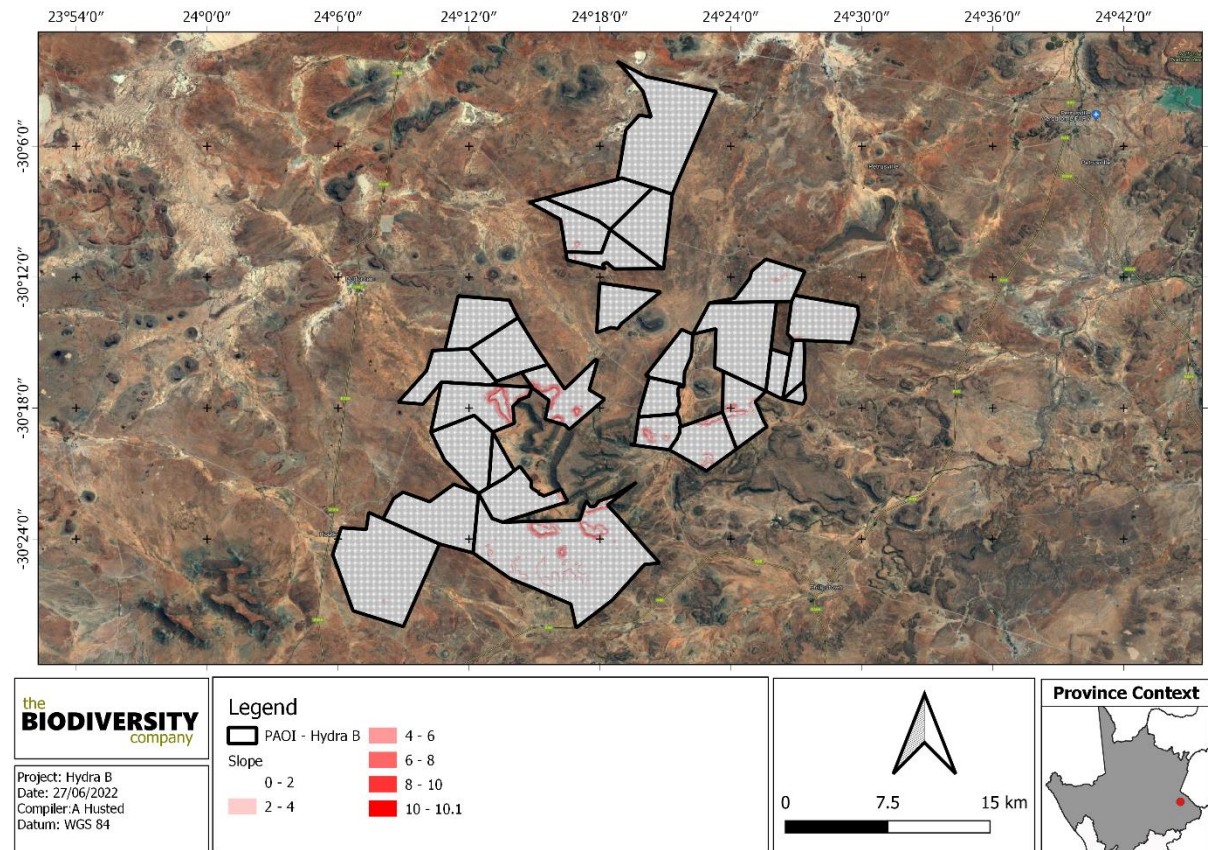 23°54′0″ 24°0′0″ 24°6′0″ 24°12′0″ 24°18′0″ 24°24′0″ 24°30′0″ 24°36′0″ 24°42′0″
-30°6′0″
-30°12′0″
-30°18′0″
-30°24′0″
Petrusville
the
BIODIVERSITY
company
Project: Hydra B
Date: 27/06/2022
Compiler:A Husted
Datum: WGS 84
Legend
PAOI - Hydra B
Slope
0 - 2
2 - 4
4 - 6
6 - 8
8 - 10
10 - 10.1
0 7.5 15 km
Province Context